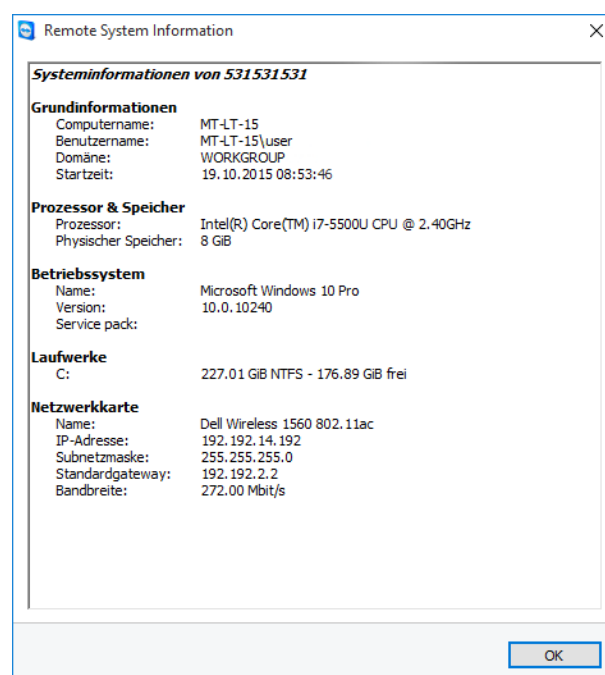 Remote System Information
Systeminformationen von 531531531
Grundinformationen
Computername: MT-LT-15
Benutzername: MT-LT-15\user
Domäne: WORKGROUP
Startzeit: 19.10.2015 08:53:46
Prozessor & Speicher
Prozessor: Intel(R) Core(TM) i7-5500U CPU @ 2.40GHz
Physischer Speicher: 8 GiB
Betriebssystem
Name: Microsoft Windows 10 Pro
Version: 10.0.10240
Service pack:
Laufwerke
C: 227.01 GiB NTFS - 176.89 GiB frei
Netzwerkkarte
Name: Dell Wireless 1560 802.11ac
IP-Adresse: 192.192.14.192
Subnetzmaske: 255.255.255.0
Standardgateway: 192.192.2.2
Bandbreite: 272.00 Mbit/s
OK